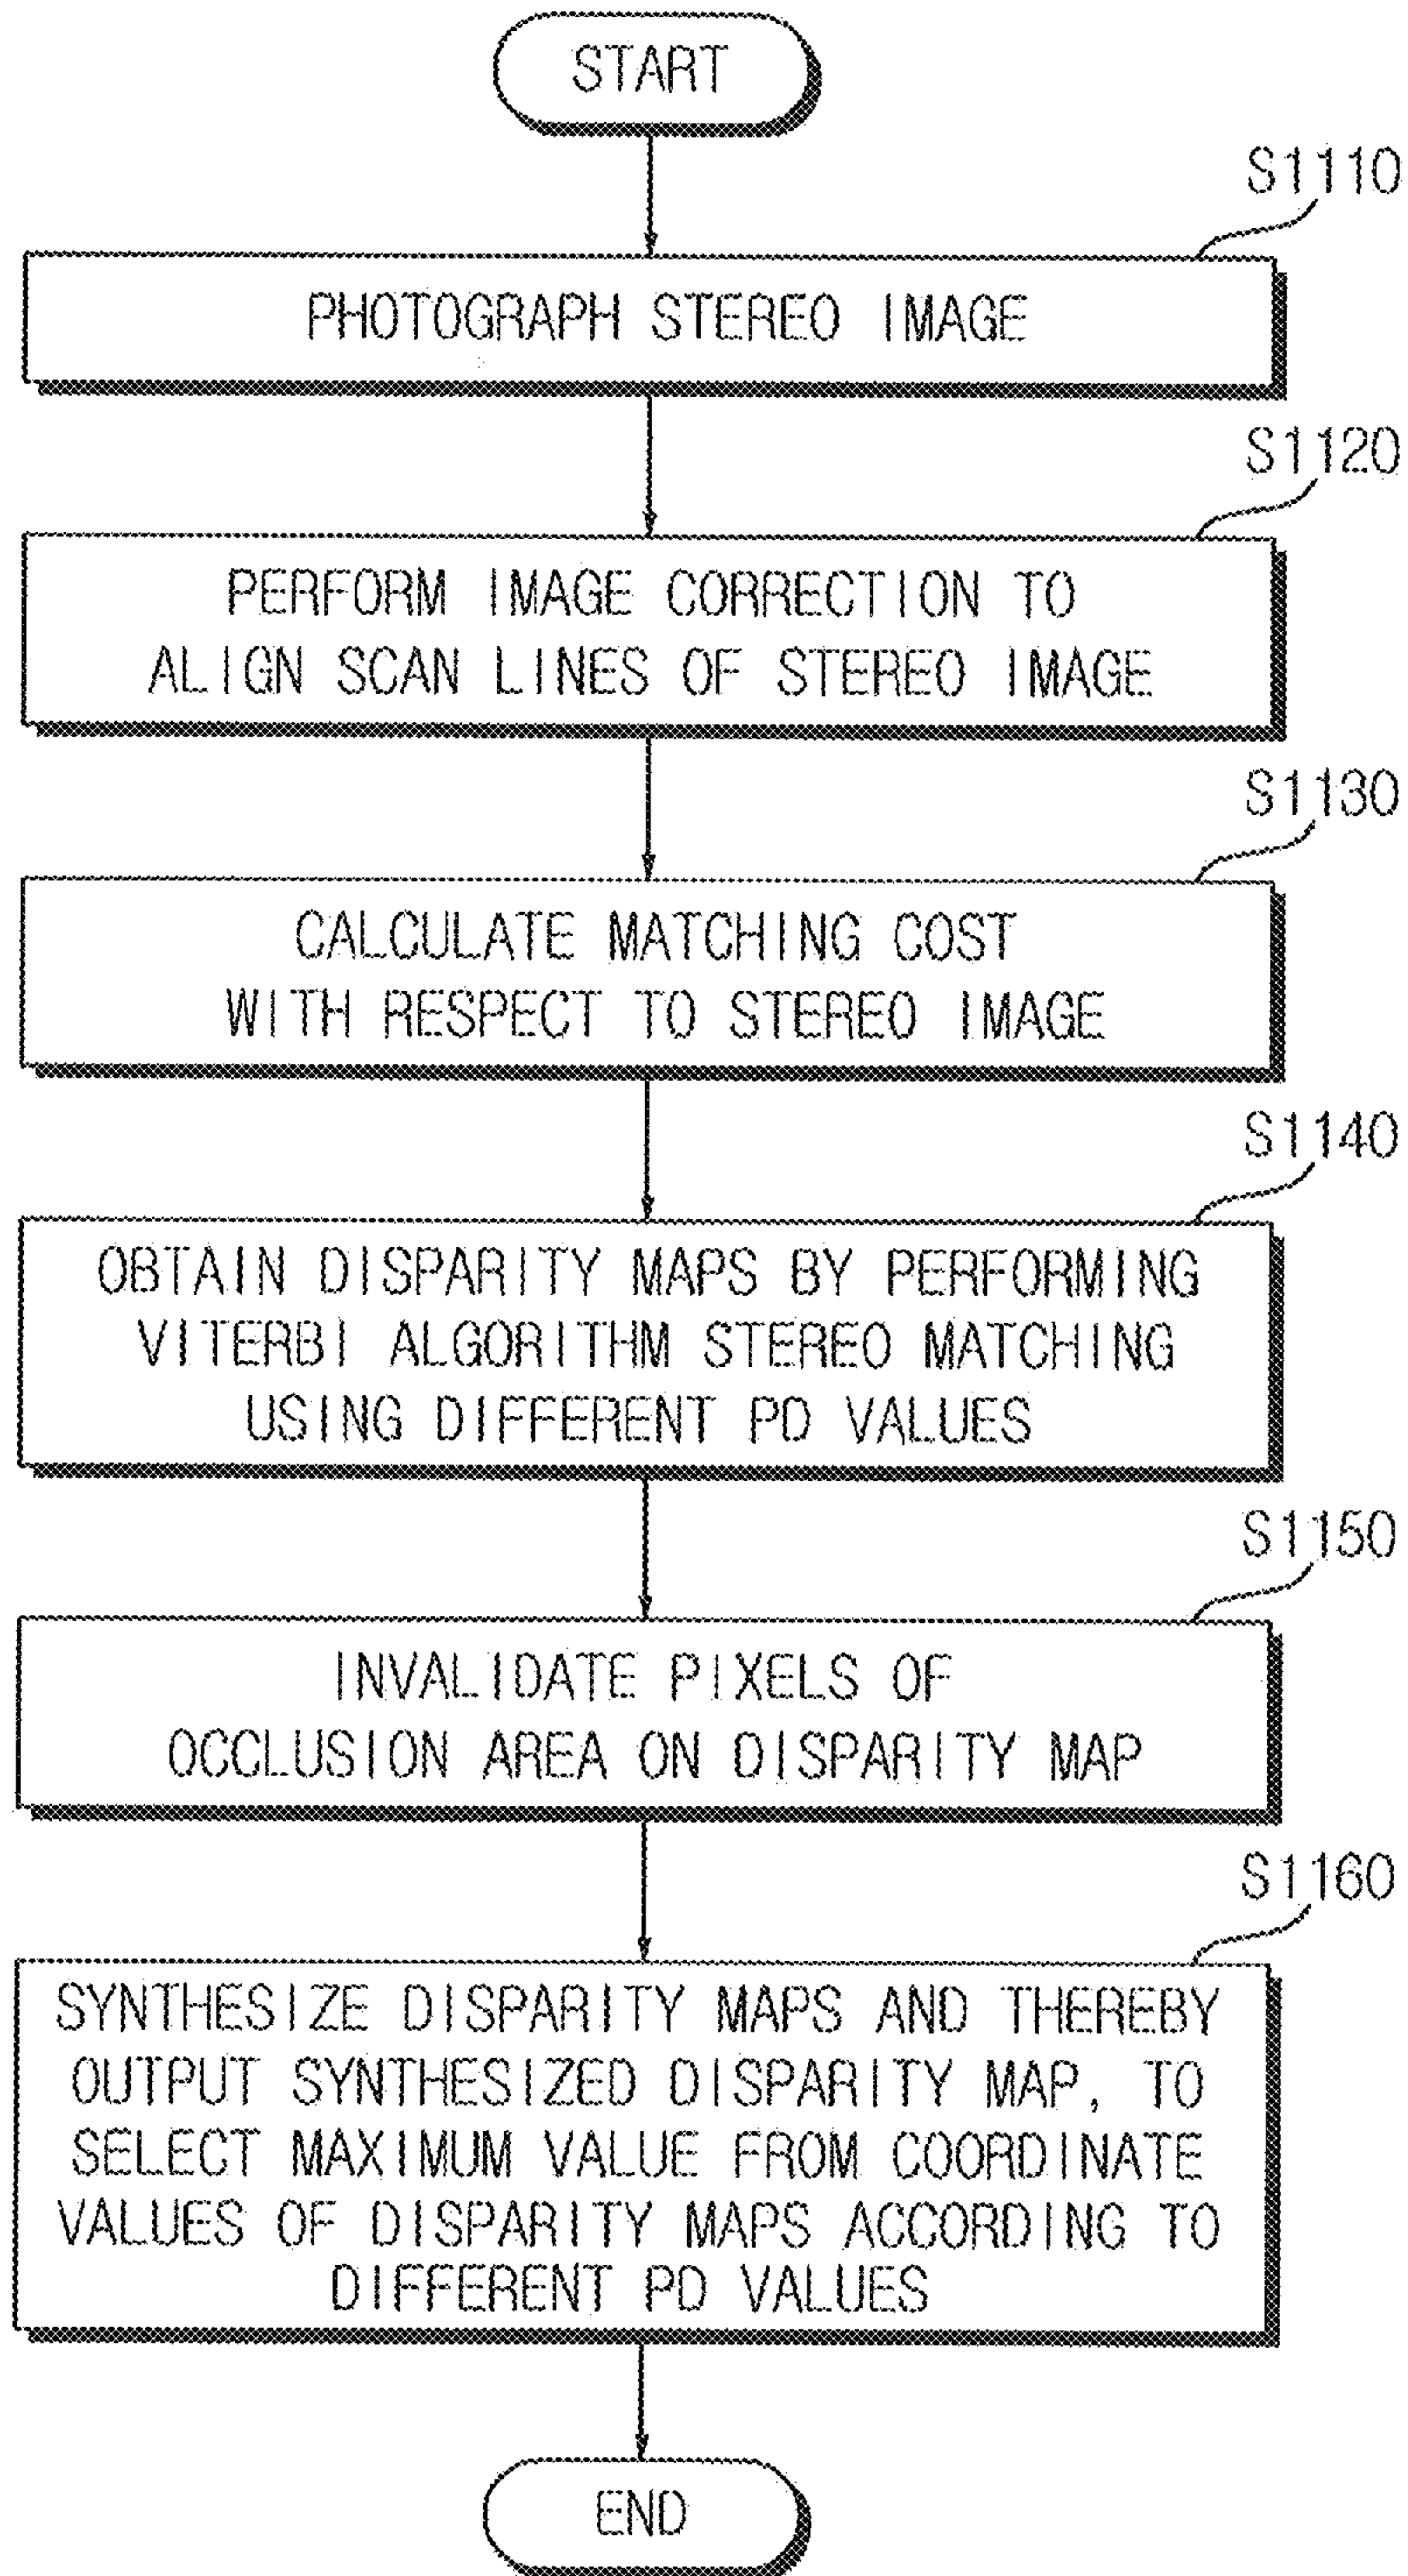 START
S1110
PHOTOGRAPH STEREO IMAGE
S1120
PERFORM IMAGE CORRECTION TO
ALIGN SCAN LINES OF STEREO IMAGE
S1130
CALCULATE MATCHING COST
WITH RESPECT TO STEREO IMAGE
S1140
OBTAIN DISPARITY MAPS BY PERFORMING
VITERBI ALGORITHM STEREO MATCHING
USING DIFFERENT PD VALUES
S1150
INVALIDATE PIXELS OF
OCCLUSION AREA ON DISPARITY MAP
S1160
SYNTHESIZE DISPARITY MAPS AND THEREBY
OUTPUT SYNTHESIZED DISPARITY MAP, TO
SELECT MAXIMUM VALUE FROM COORDINATE
VALUES OF DISPARITY MAPS ACCORDING TO
DIFFERENT PD VALUES
END